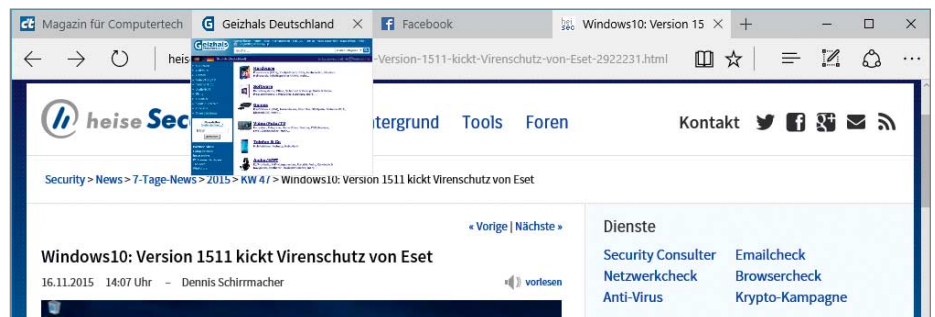 Magazin für Computertech Geizhals Deutschland Facebook Windows10: Version 15
heis -Version-1511-kickt-Virenschutz-von-Eset-2922231.html
Geizhals
heise Sec tergrund Tools Foren Kontakt
Security > News > 7-Tage-News > 2015 > KW 47 > Windows10: Version 1511 kickt Virenschutz von Eset
« Vorige | Nächste »
Windows10: Version 1511 kickt Virenschutz von Eset
16.11.2015 14:07 Uhr – Dennis Schirrmacher vorlesen
Dienste
Security Consulter Emailcheck
Netzwerkcheck Browsercheck
Anti-Virus Krypto-Kampagne